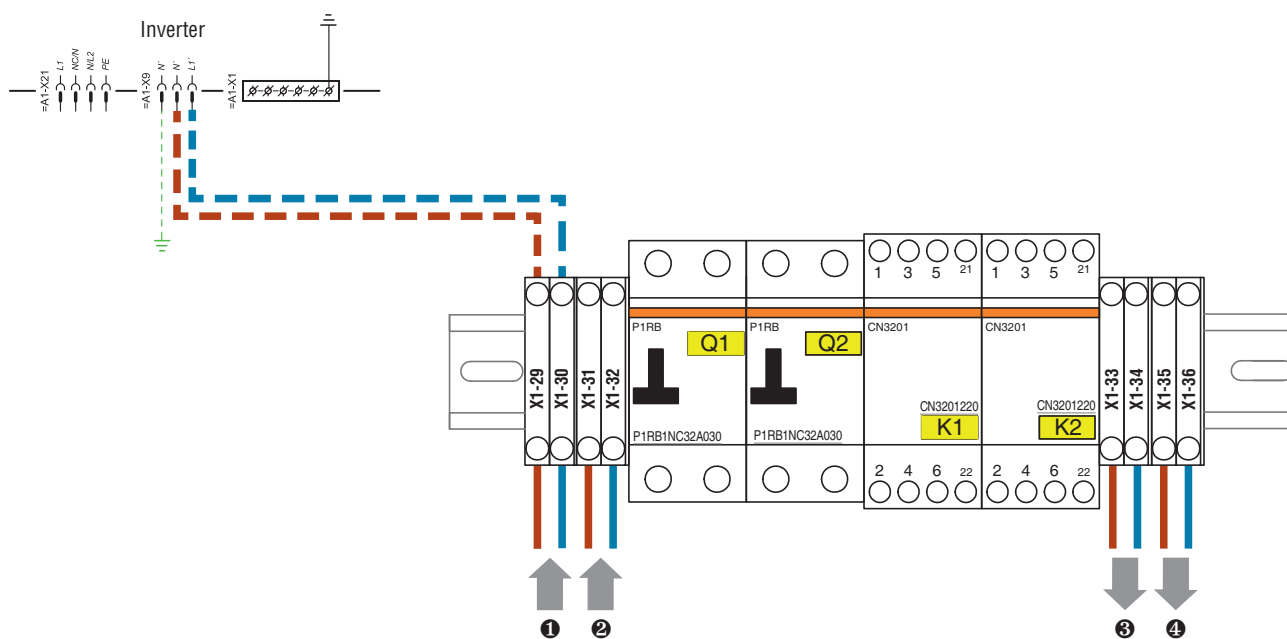 Inverter
=A1-X21
L1
NC/N
N/L2
PE
=A1-X9
N´
N´
L1´
=A1-X1
1 3 5 21
1 3 5 21
P1RB
Q1
P1RB
Q2
CN3201
CN3201
X1-29
X1-30
X1-31
X1-32
X1-33
X1-34
X1-35
X1-36
CN3201220
K1
CN3201220
K2
P1RB1NC32A030
P1RB1NC32A030
2 4 6 22
2 4 6 22
❶
❷
❸
❹